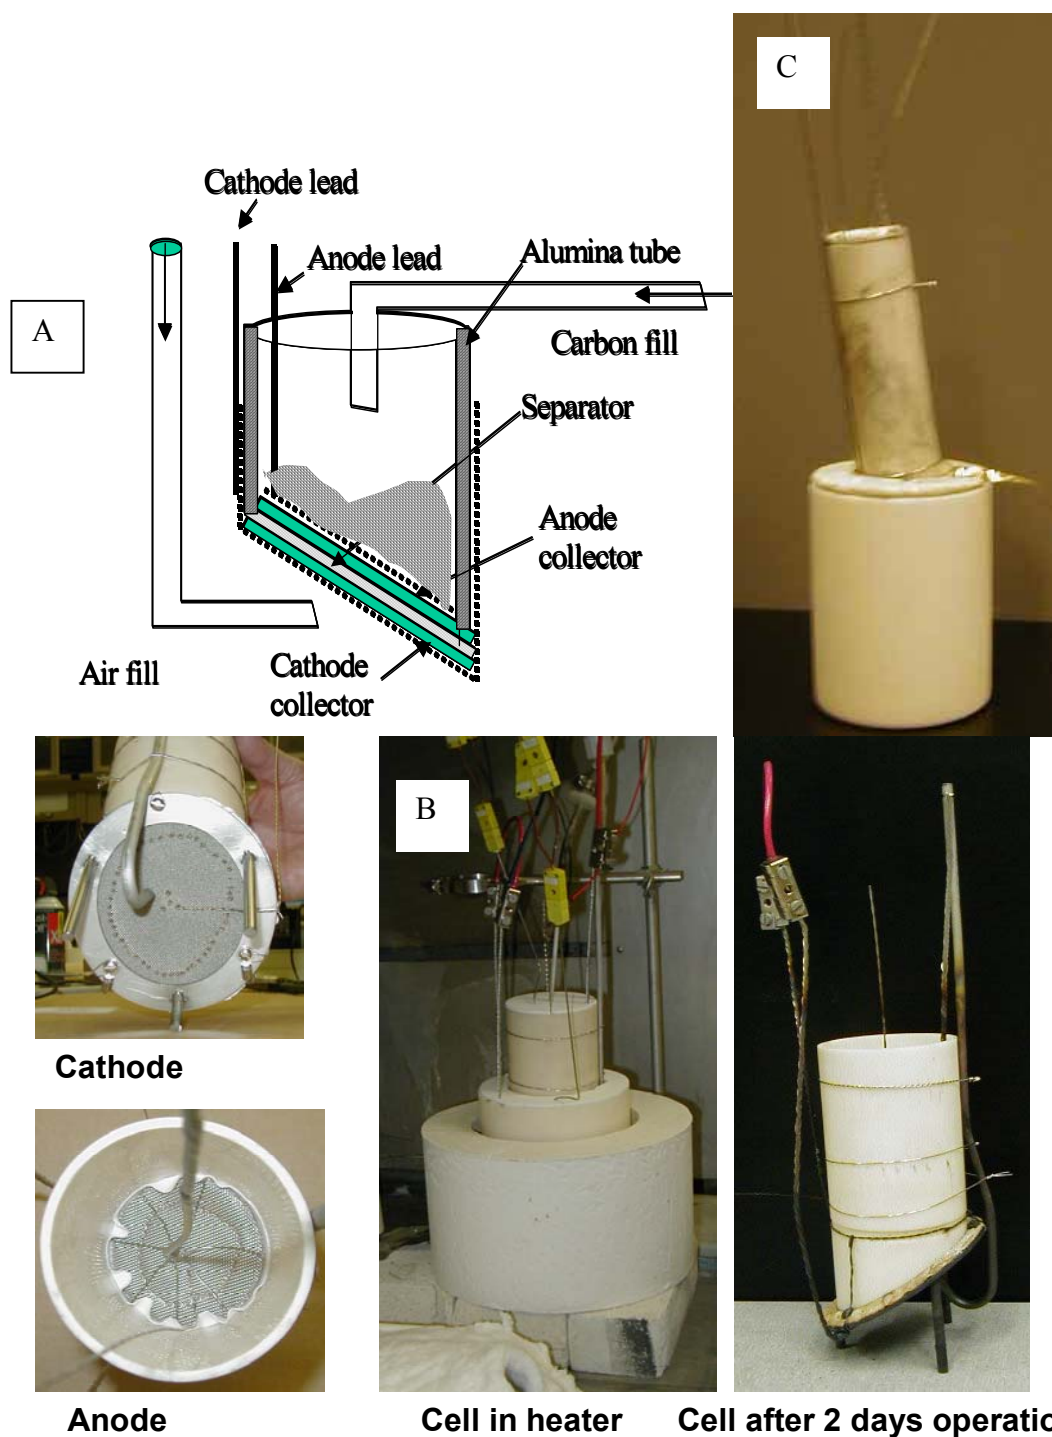 C
Cathode lead
Anode lead
Alumina tube
A
Carbon fill
Separator
Anode
collector
Cathode
collector
Air fill
B
Cathode
Anode
Cell in heater
Cell after 2 days operatio